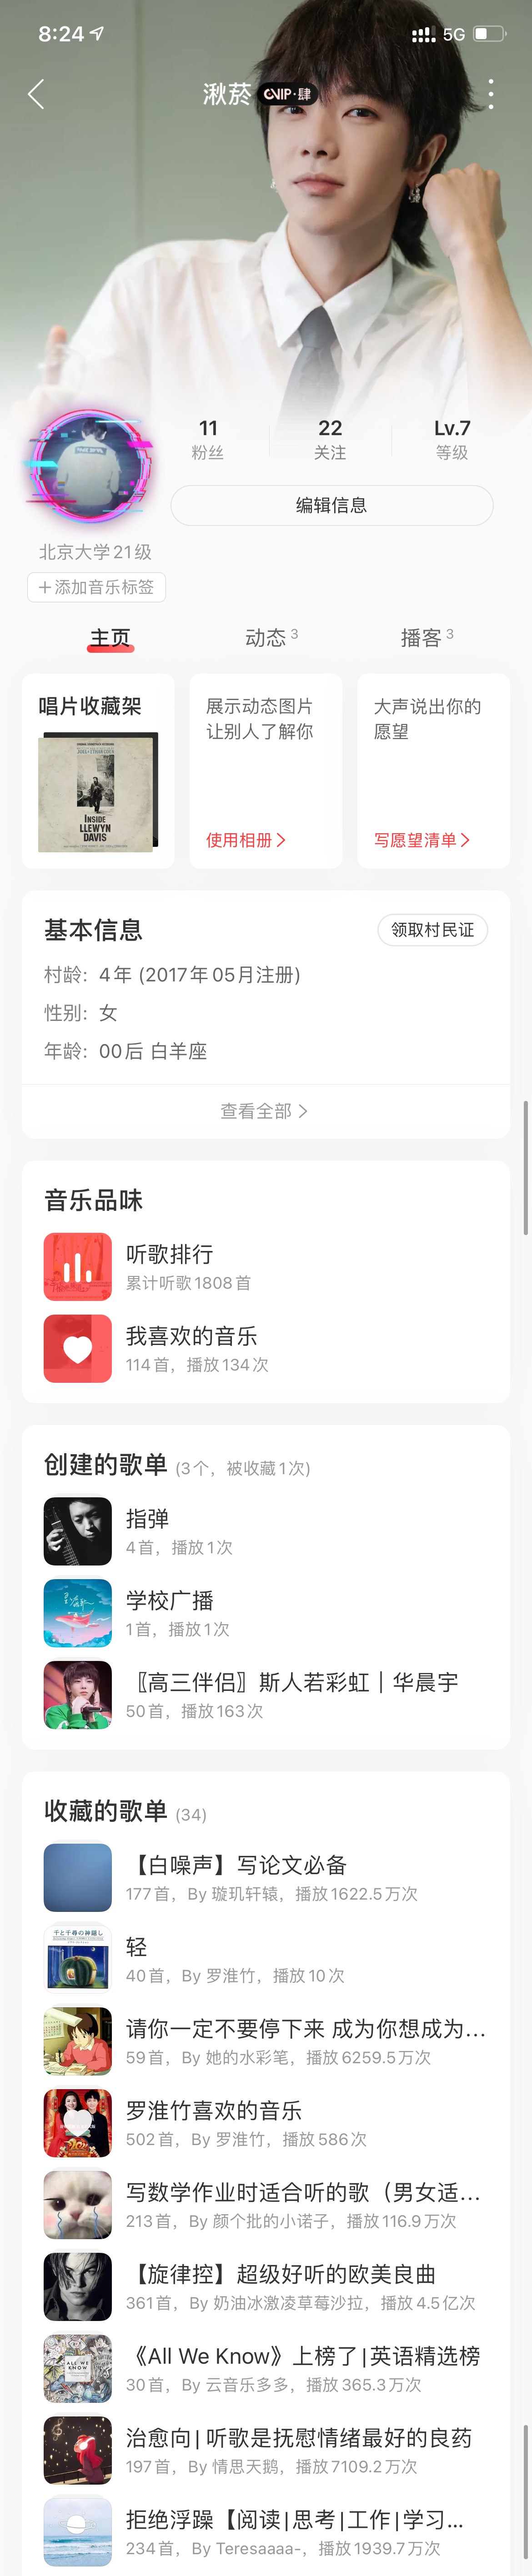 8:24
5G
湫菸 VIP·肆
11
22
Lv.7
粉丝
关注
等级
编辑信息
北京大学21级
+添加音乐标签
主页
动态 3
播客 3
唱片收藏架
INSIDE
LLEWYN
DAVIS
展示动态图片
让别人了解你
使用相册
大声说出你的
愿望
写愿望清单
基本信息
领取村民证
村龄: 4年 (2017年05月注册)
性别: 女
年龄: 00后 白羊座
查看全部
音乐品味
听歌排行
累计听歌1808首
我喜欢的音乐
114首，播放134次
创建的歌单 (3个，被收藏1次)
指弹
4首，播放1次
学校广播
1首，播放1次
〖高三伴侣〗斯人若彩虹｜华晨宇
50首，播放163次
收藏的歌单 (34)
【白噪声】写论文必备
177首，By 璇玑轩辕，播放1622.5万次
千と千尋の神隠し
轻
40首，By 罗淮竹，播放10次
请你一定不要停下来 成为你想成为...
59首，By 她的水彩笔，播放6259.5万次
罗淮竹喜欢的音乐
502首，By 罗淮竹，播放586次
写数学作业时适合听的歌（男女适...
213首，By 颜个批的小诺子，播放116.9万次
【旋律控】超级好听的欧美良曲
361首，By 奶油冰激凌草莓沙拉，播放4.5亿次
ALL WE
KNOW
《All We Know》上榜了|英语精选榜
30首，By 云音乐多多，播放365.3万次
治愈向| 听歌是抚慰情绪最好的良药
197首，By 情思天鹅，播放7109.2万次
拒绝浮躁【阅读|思考|工作|学习...
234首，By Teresaaaa-，播放1939.7万次